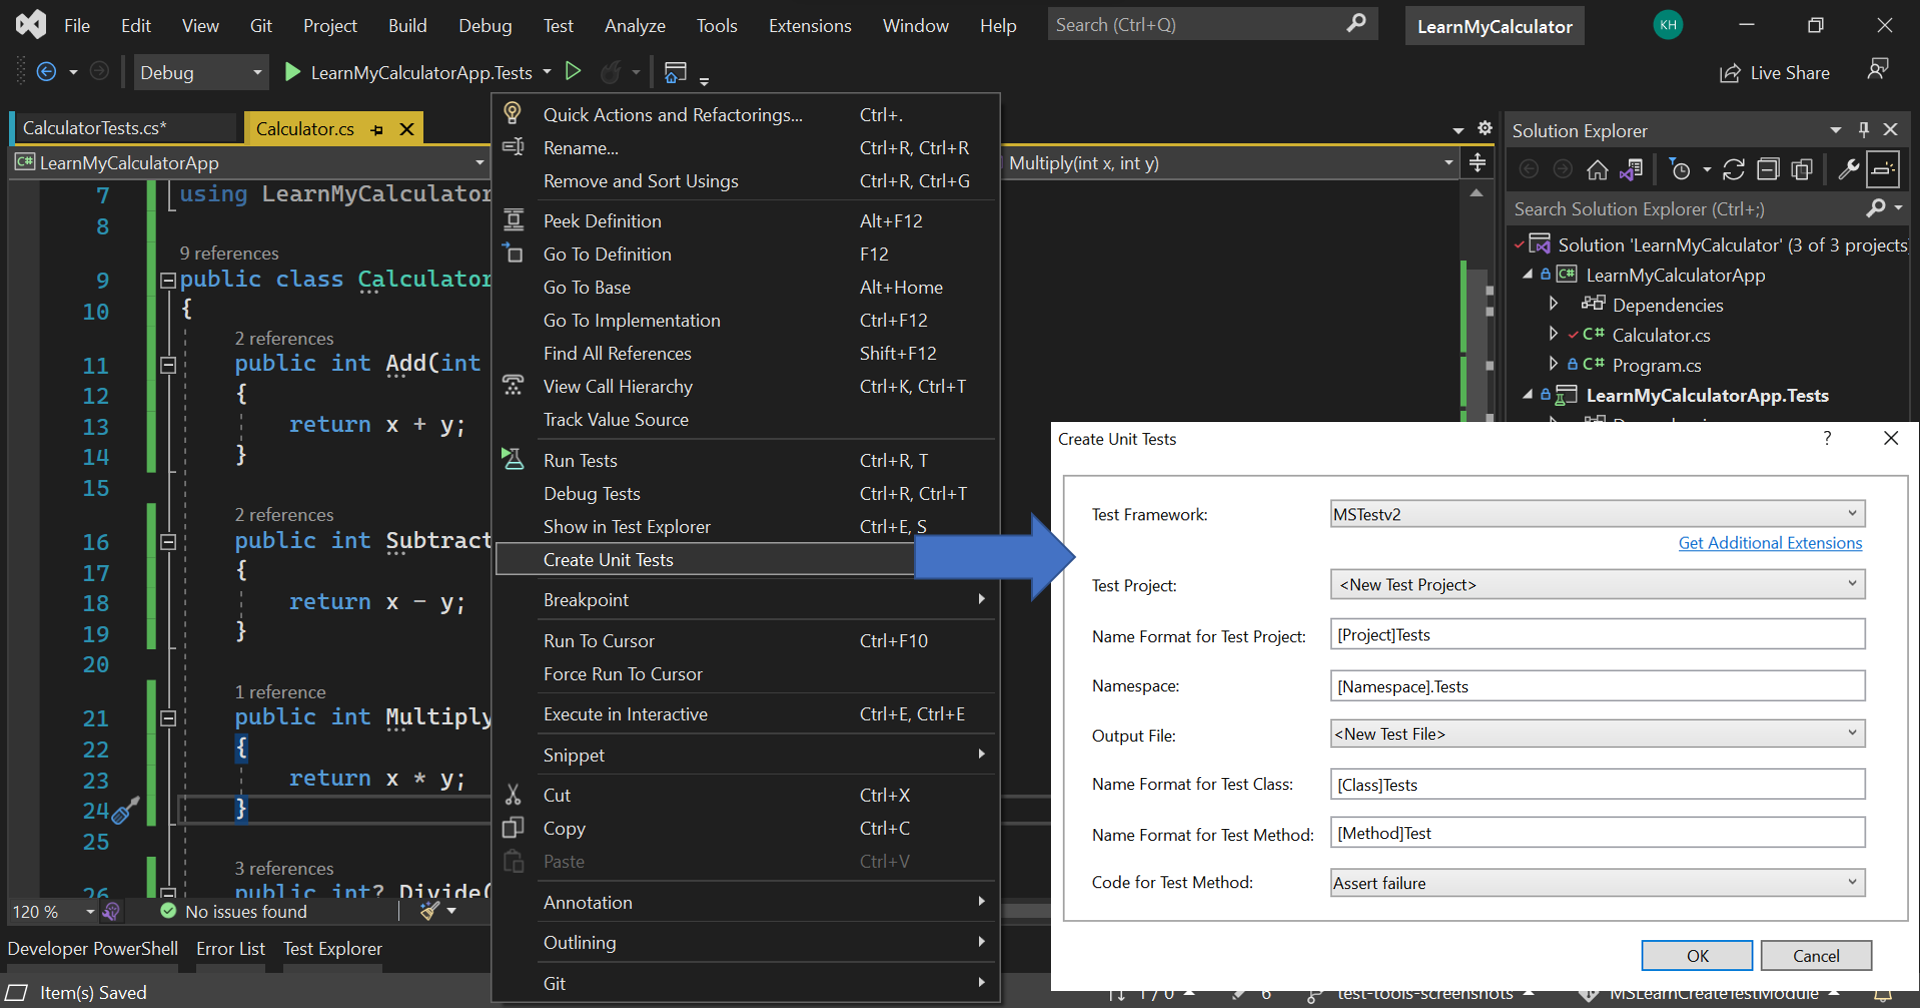 File Edit View Git Project Build Debug Test Analyze Tools Extensions Window Help Search (Ctrl+Q) LearnMyCalculator KH
Debug LearnMyCalculatorApp.Tests Live Share
CalculatorTests.cs* Calculator.cs
LearnMyCalculatorApp Multiply(int x, int y)
7 using LearnMyCalculator
8
9 references
9 public class Calculator
10 {
2 references
11 public int Add(int
12 {
13 return x + y;
14 }
15
2 references
16 public int Subtract
17 {
18 return x - y;
19 }
20
1 reference
21 public int Multiply
22 {
23 return x * y;
24 }
25
3 references
26 public int? Divide(
120 % No issues found
Developer PowerShell Error List Test Explorer
Item(s) Saved
Quick Actions and Refactorings... Ctrl+.
Rename... Ctrl+R, Ctrl+R
Remove and Sort Usings Ctrl+R, Ctrl+G
Peek Definition Alt+F12
Go To Definition F12
Go To Base Alt+Home
Go To Implementation Ctrl+F12
Find All References Shift+F12
View Call Hierarchy Ctrl+K, Ctrl+T
Track Value Source
Run Tests Ctrl+R, T
Debug Tests Ctrl+R, Ctrl+T
Show in Test Explorer Ctrl+E, S
Create Unit Tests
Breakpoint
Run To Cursor Ctrl+F10
Force Run To Cursor
Execute in Interactive Ctrl+E, Ctrl+E
Snippet
Cut Ctrl+X
Copy Ctrl+C
Paste Ctrl+V
Annotation
Outlining
Git
Solution Explorer
Search Solution Explorer (Ctrl+;)
Solution 'LearnMyCalculator' (3 of 3 projects)
C# LearnMyCalculatorApp
Dependencies
C# Calculator.cs
C# Program.cs
LearnMyCalculatorApp.Tests
Create Unit Tests ?
Test Framework: MSTestv2
Get Additional Extensions
Test Project: <New Test Project>
Name Format for Test Project: [Project]Tests
Namespace: [Namespace].Tests
Output File: <New Test File>
Name Format for Test Class: [Class]Tests
Name Format for Test Method: [Method]Test
Code for Test Method: Assert failure
OK Cancel
1 / 0 6 test-tools-screenshots MSLearnCreateTestModule